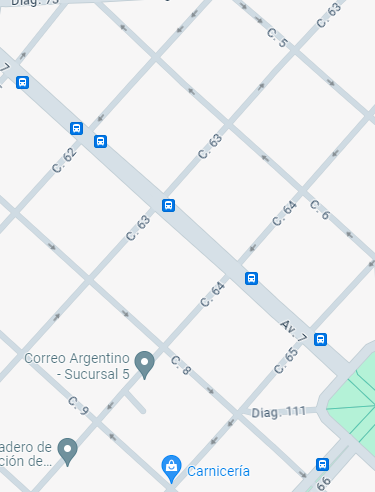 Diag. 73
C. 63
C. 5
7
C. 63
C. 62
C. 64
C. 6
C. 63
C. 64
Av. 7
Correo Argentino
- Sucursal 5
C. 65
C. 8
C. 9
Diag. 111
adero de
ción de...
Carnicería
66